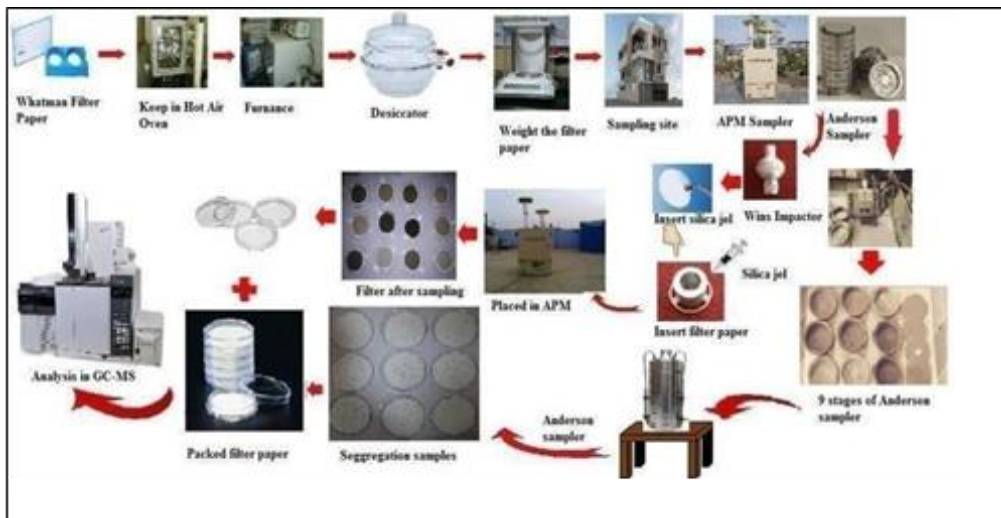 Whatman Filter
Paper
Keep in Hot Air
Oven
Furnance
Desiccator
Weight the filter
paper
Sampling site
APM Sampler
Anderson
Sampler
Insert silica jel
Wins Impactor
Silica jel
Filter after sampling
Placed in APM
Insert filter paper
Analysis in GC-MS
Packed filter paper
Seggregation samples
Anderson
sampler
9 stages of Anderson
sampler